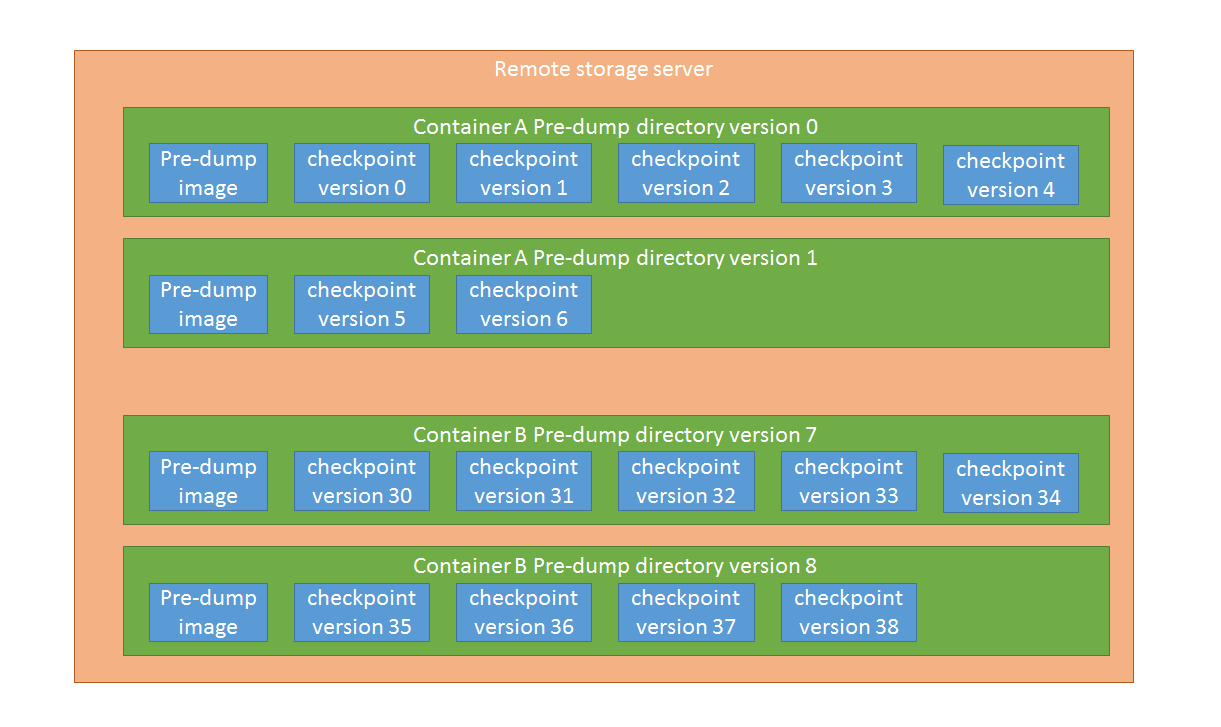 Remote storage server
Container A Pre-dump directory version 0
Pre-dump
image
checkpoint
version 0
checkpoint
version 1
checkpoint
version 2
checkpoint
version 3
checkpoint
version 4
Container A Pre-dump directory version 1
Pre-dump
image
checkpoint
version 5
checkpoint
version 6
Container B Pre-dump directory version 7
Pre-dump
image
checkpoint
version 30
checkpoint
version 31
checkpoint
version 32
checkpoint
version 33
checkpoint
version 34
Container B Pre-dump directory version 8
Pre-dump
image
checkpoint
version 35
checkpoint
version 36
checkpoint
version 37
checkpoint
version 38